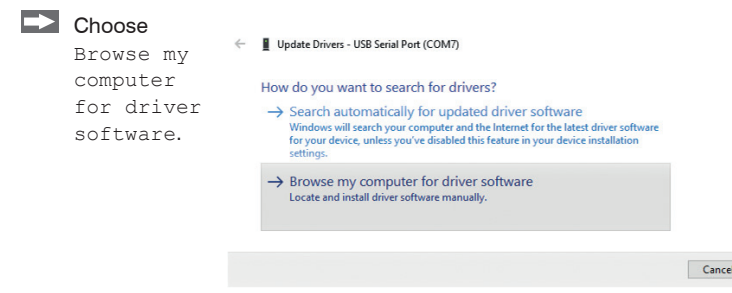 Choose
Browse my
computer
for driver
software.
Update Drivers - USB Serial Port (COM7)
How do you want to search for drivers?
→ Search automatically for updated driver software
Windows will search your computer and the Internet for the latest driver software
for your device, unless you've disabled this feature in your device installation
settings.
→ Browse my computer for driver software
Locate and install driver software manually.
Cancel